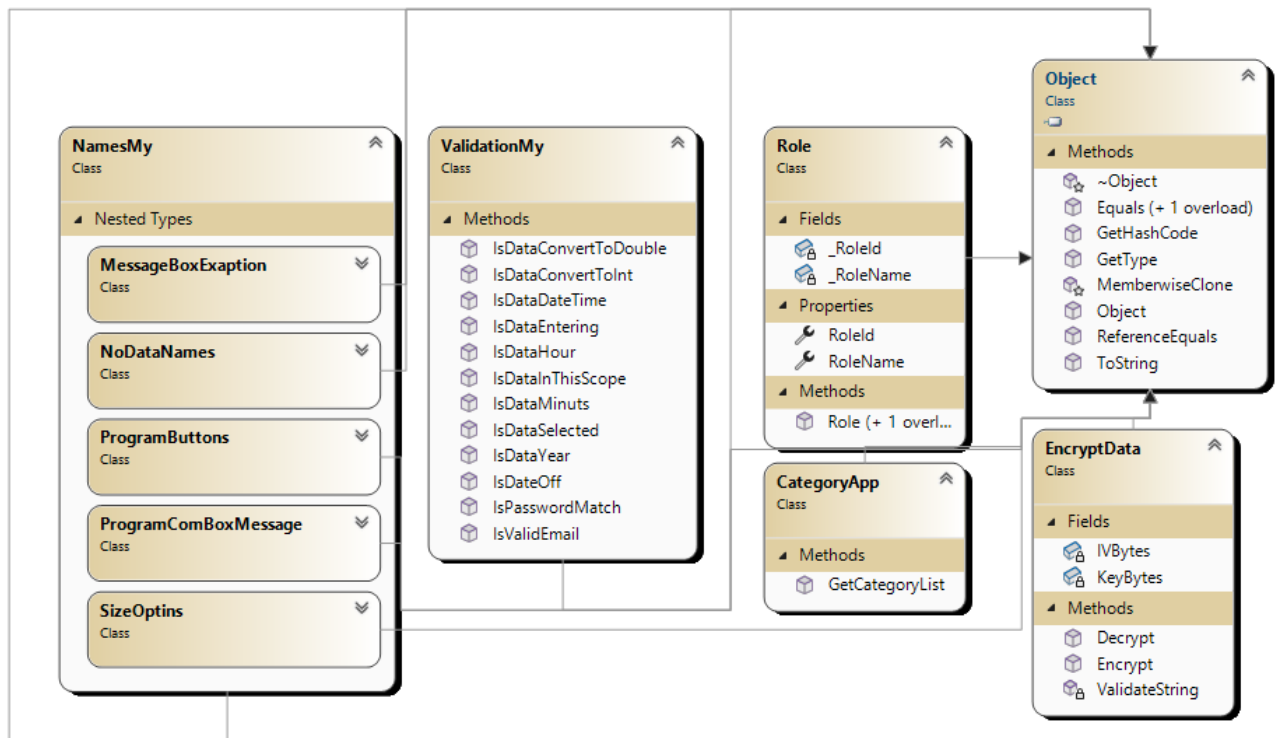 NamesMy
Class
Nested Types
MessageBoxExaption
Class
NoDataNames
Class
ProgramButtons
Class
ProgramComBoxMessage
Class
SizeOptins
Class
ValidationMy
Class
Methods
IsDataConvertToDouble
IsDataConvertToInt
IsDataDateTime
IsDataEntering
IsDataHour
IsDataInThisScope
IsDataMinuts
IsDataSelected
IsDataYear
IsDateOff
IsPasswordMatch
IsValidEmail
Role
Class
Fields
_RoleId
_RoleName
Properties
RoleId
RoleName
Methods
Role (+ 1 overl...
CategoryApp
Class
Methods
GetCategoryList
Object
Class
Methods
~Object
Equals (+ 1 overload)
GetHashCode
GetType
MemberwiseClone
Object
ReferenceEquals
ToString
EncryptData
Class
Fields
IVBytes
KeyBytes
Methods
Decrypt
Encrypt
ValidateString